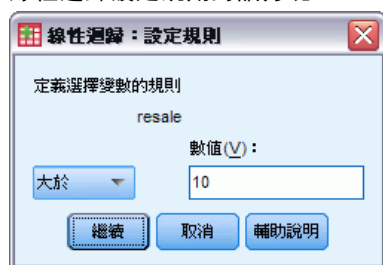 線性迴歸：設定規則
定義選擇變數的規則
resale
數值(V)：
大於 10
繼續 取消 輔助說明